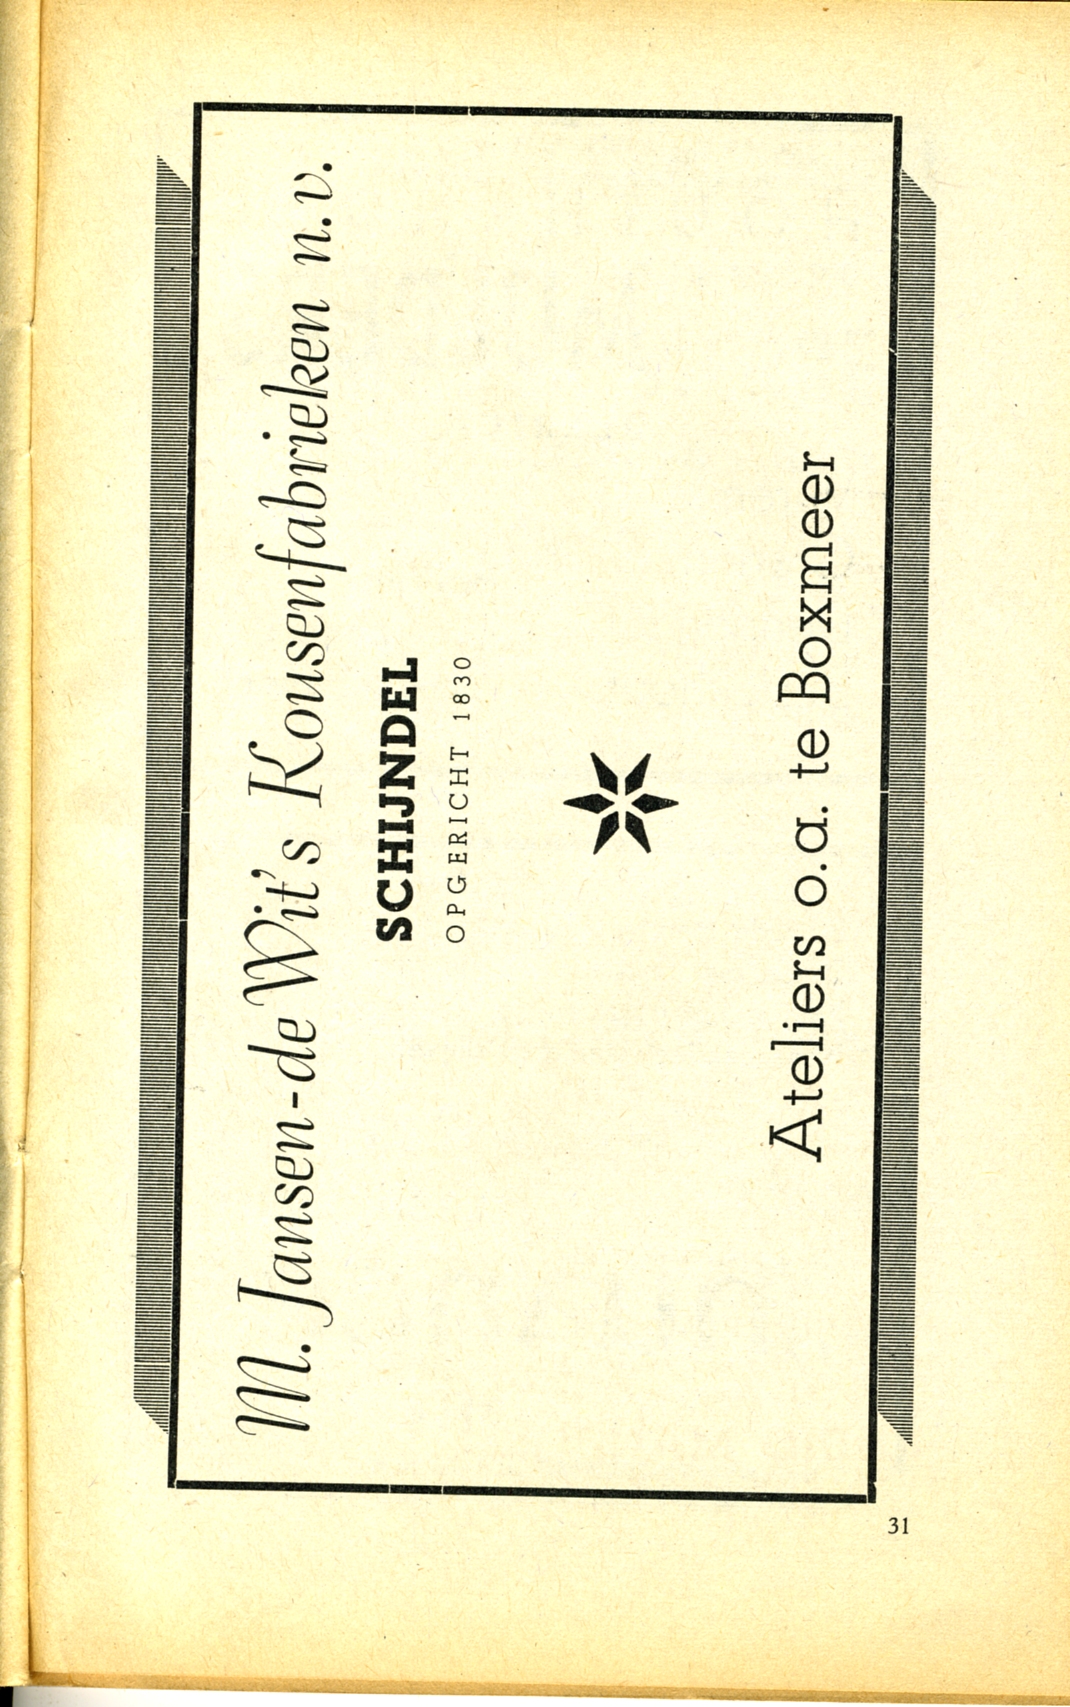 M. Jansen-de Wit's Kousenfabrieken n.v.
SCHIJNDEL
OPGERICHT 1830
Ateliers o.a. te Boxmeer
31